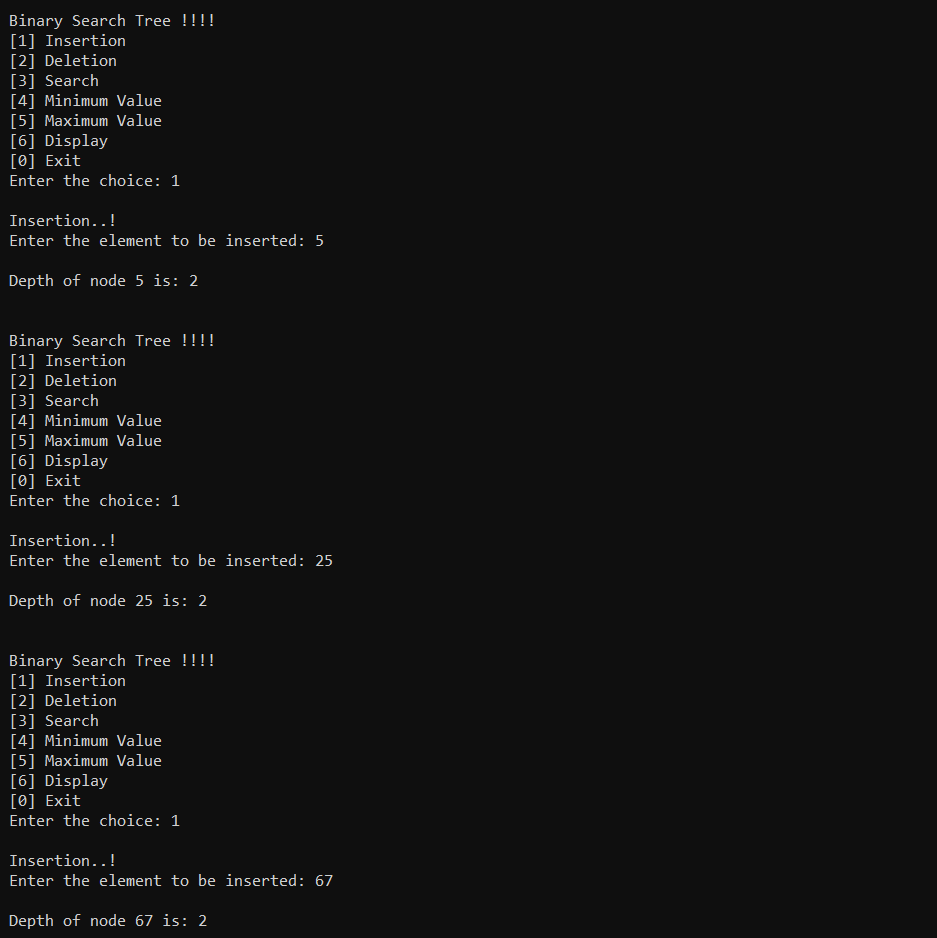 Binary Search Tree !!!!
[1] Insertion
[2] Deletion
[3] Search
[4] Minimum Value
[5] Maximum Value
[6] Display
[0] Exit
Enter the choice: 1
Insertion..!
Enter the element to be inserted: 5
Depth of node 5 is: 2
Binary Search Tree !!!!
[1] Insertion
[2] Deletion
[3] Search
[4] Minimum Value
[5] Maximum Value
[6] Display
[0] Exit
Enter the choice: 1
Insertion..!
Enter the element to be inserted: 25
Depth of node 25 is: 2
Binary Search Tree !!!!
[1] Insertion
[2] Deletion
[3] Search
[4] Minimum Value
[5] Maximum Value
[6] Display
[0] Exit
Enter the choice: 1
Insertion..!
Enter the element to be inserted: 67
Depth of node 67 is: 2